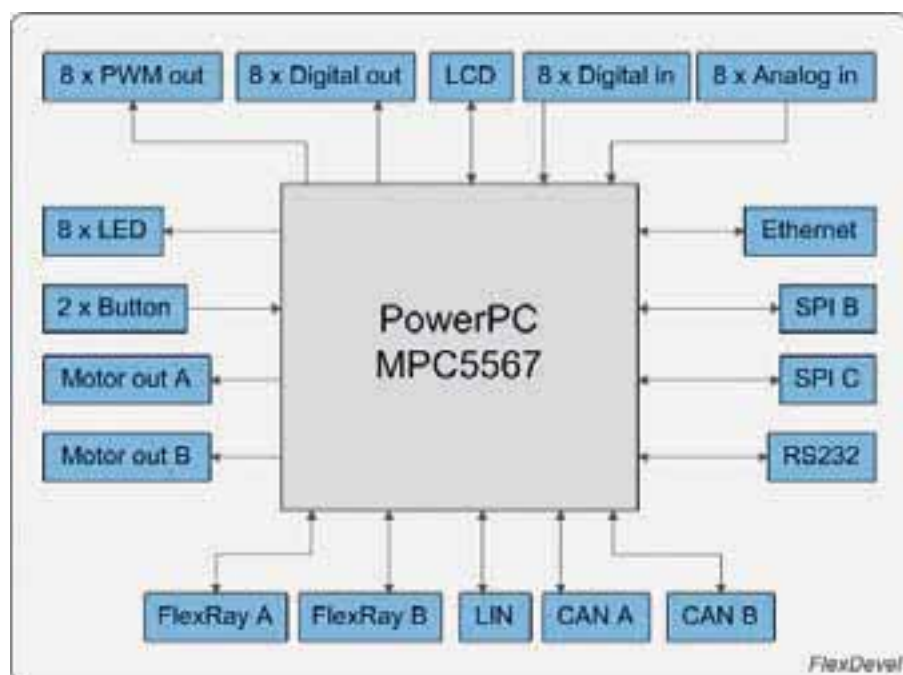 8 x PWM out
8 x Digital out
LCD
8 x Digital in
8 x Analog in
8 x LED
Ethernet
2 x Button
PowerPC
MPC5567
SPI B
Motor out A
SPI C
Motor out B
RS232
FlexRay A
FlexRay B
LIN
CAN A
CAN B
FlexDevel